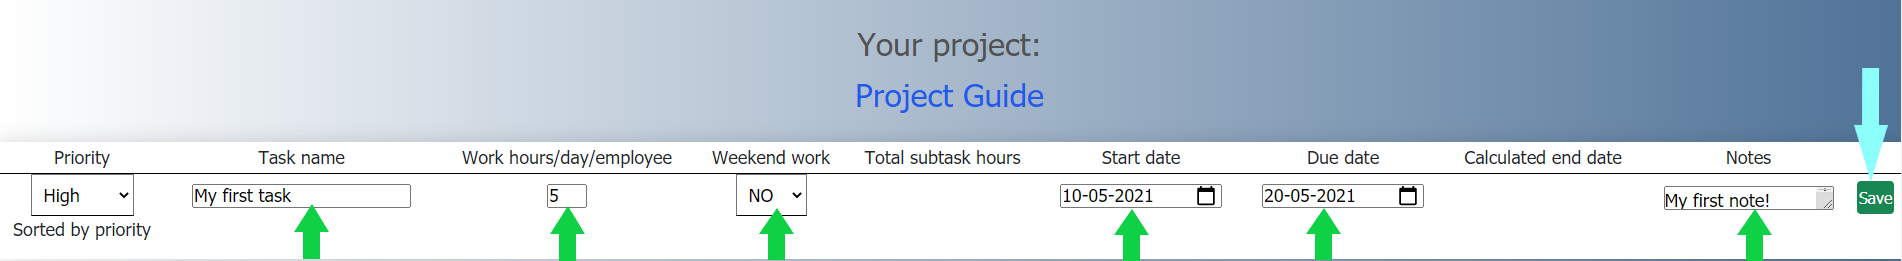 Your project:
Project Guide
Priority Task name Work hours/day/employee Weekend work Total subtask hours Start date Due date Calculated end date Notes
High My first task 5 NO 10-05-2021 20-05-2021 My first note! Save
Sorted by priority